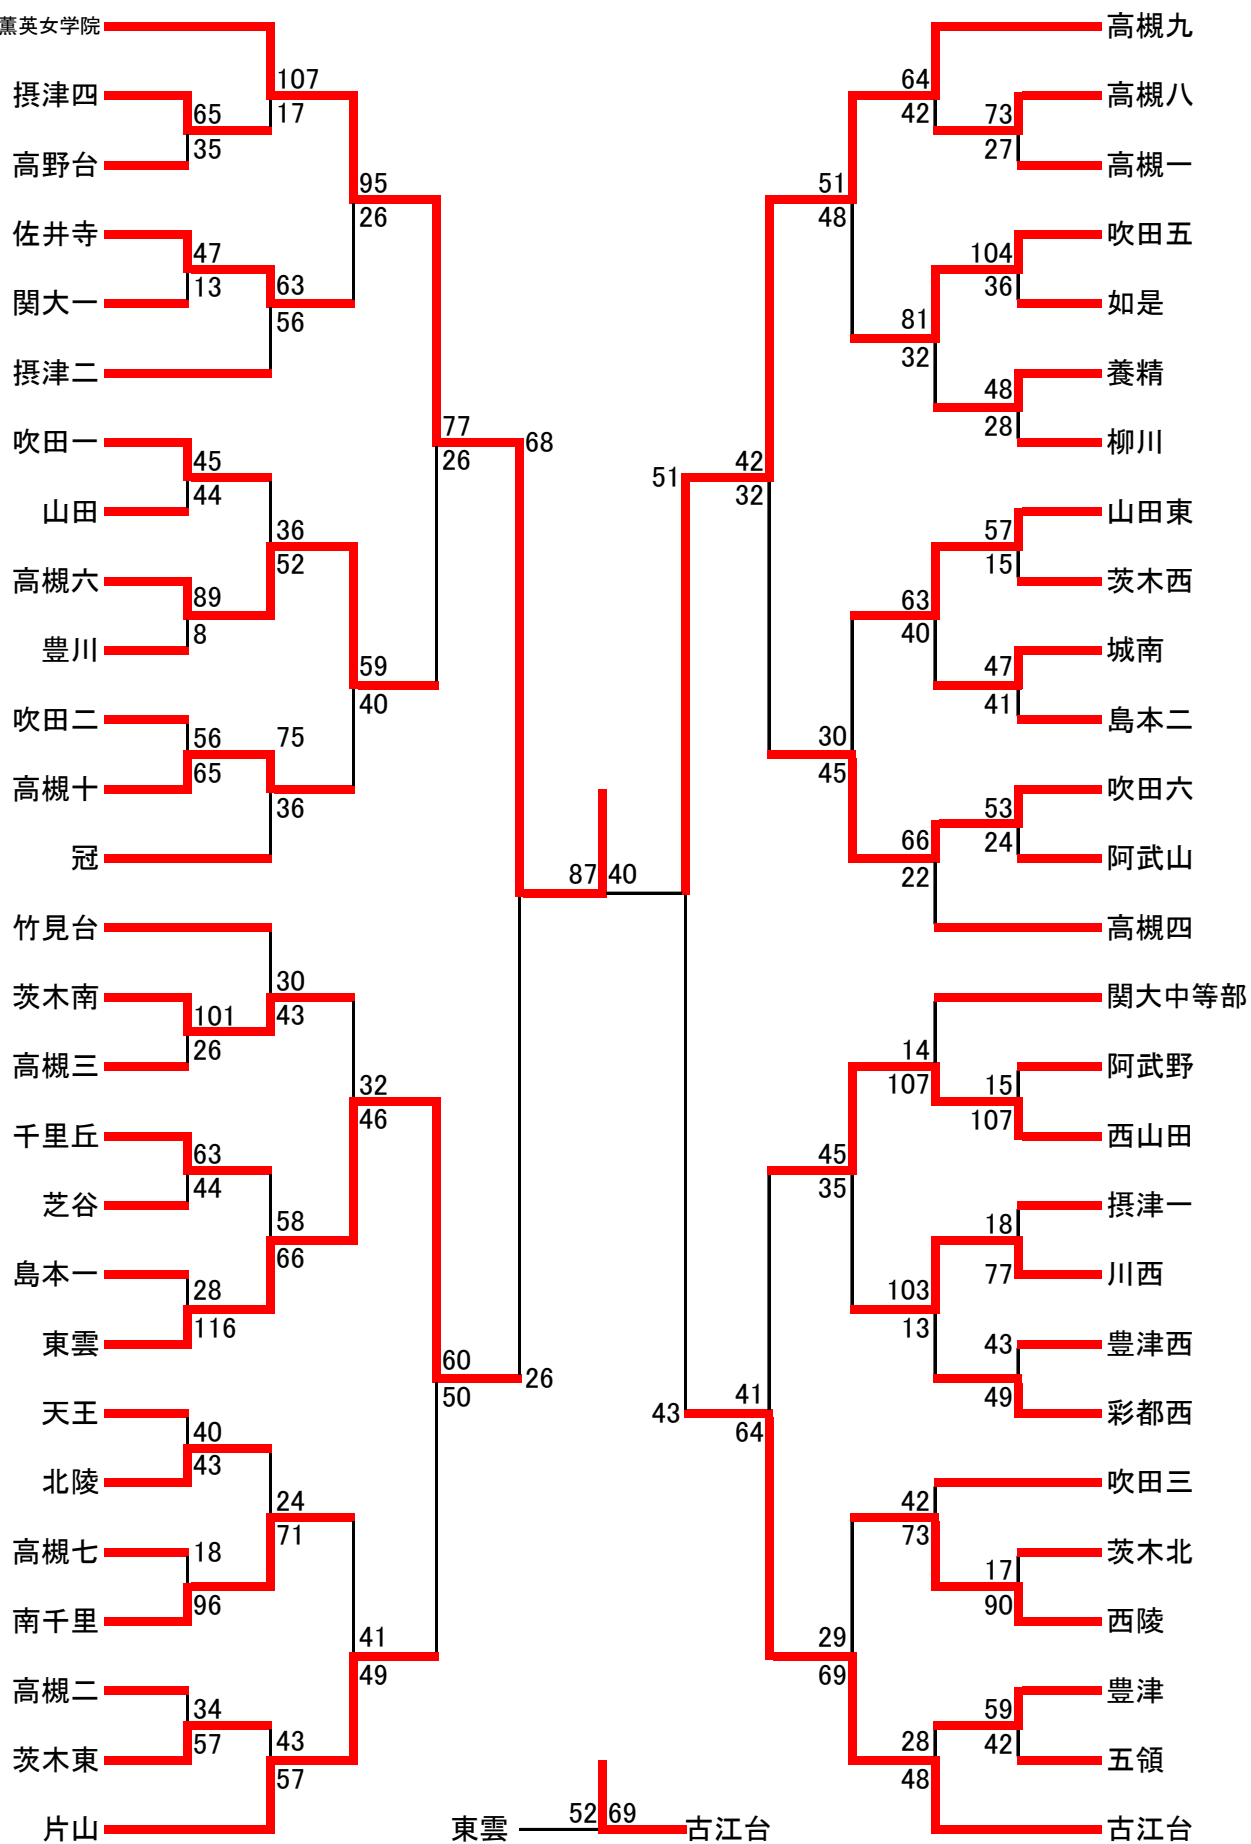 薫英女学院
摂津四
高野台
佐井寺
関大一
摂津二
吹田一
山田
高槻六
豊川
吹田二
高槻十
冠
竹見台
茨木南
高槻三
千里丘
芝谷
島本一
東雲
天王
北陵
高槻七
南千里
高槻二
茨木東
片山
65
35
47
13
45
44
89
8
56
65
101
26
63
44
28
116
40
43
18
96
34
57
107
17
63
56
36
52
75
36
30
43
58
66
24
71
43
57
95
26
59
40
32
46
41
49
77
26
60
50
68
26
87
40
51
43
42
32
41
64
51
48
30
45
45
35
29
69
64
42
81
32
63
40
66
22
14
107
103
13
42
73
28
48
73
27
104
36
48
28
57
15
47
41
53
24
15
107
18
77
43
49
17
90
59
42
高槻九
高槻八
高槻一
吹田五
如是
養精
柳川
山田東
茨木西
城南
島本二
吹田六
阿武山
高槻四
関大中等部
阿武野
西山田
摂津一
川西
豊津西
彩都西
吹田三
茨木北
西陵
豊津
五領
古江台
東雲
52
69
古江台